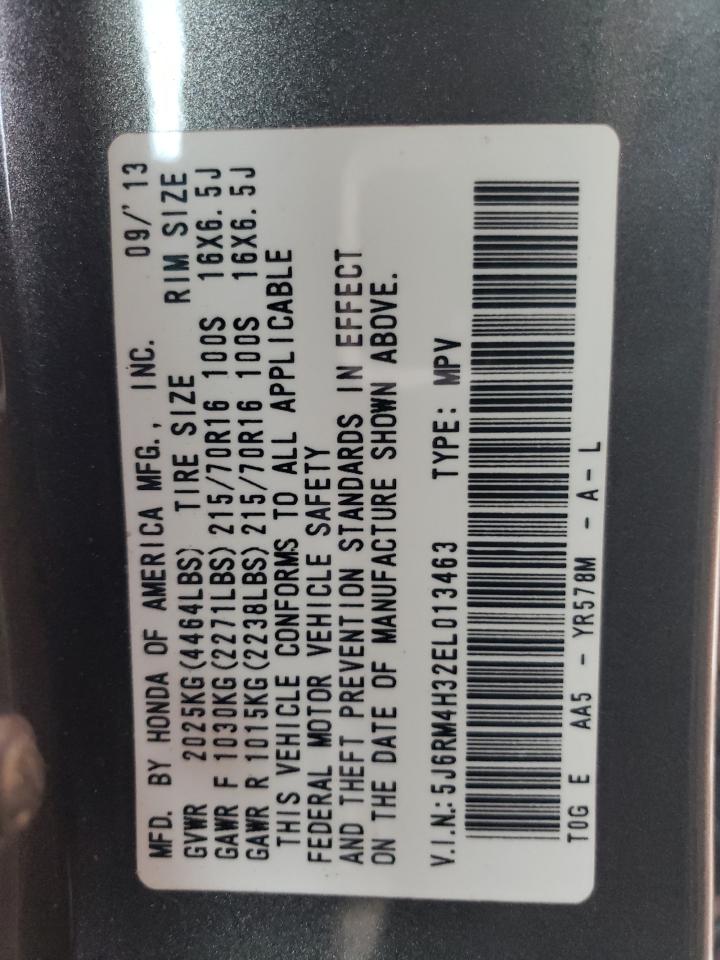 MFD. BY HONDA OF AMERICA MFG., INC. 09/'13
GVWR 2025KG(4464LBS) TIRE SIZE RIM SIZE
GAWR F 1030KG(2271LBS) 215/70R16 100S 16X6.5J
GAWR R 1015KG(2238LBS) 215/70R16 100S 16X6.5J
THIS VEHICLE CONFORMS TO ALL APPLICABLE
FEDERAL MOTOR VEHICLE SAFETY
AND THEFT PREVENTION STANDARDS IN EFFECT
ON THE DATE OF MANUFACTURE SHOWN ABOVE.
V.I.N.: 5J6RM4H32EL013463 TYPE: MPV
T0G E AA5 - YR578M - A - L